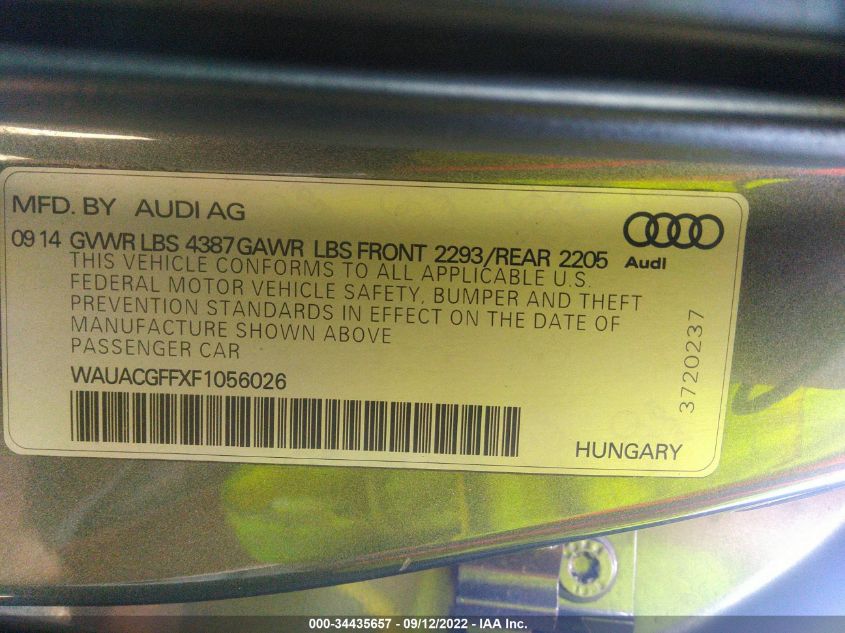 MFD. BY AUDI AG
09 14 GVWR LBS 4387 GAWR LBS FRONT 2293/REAR 2205
Audi
THIS VEHICLE CONFORMS TO ALL APPLICABLE U.S.
FEDERAL MOTOR VEHICLE SAFETY, BUMPER AND THEFT
PREVENTION STANDARDS IN EFFECT ON THE DATE OF
MANUFACTURE SHOWN ABOVE
PASSENGER CAR
3720237
WAUACGFFXF1056026
HUNGARY
000-34435657 - 09/12/2022 - IAA Inc.